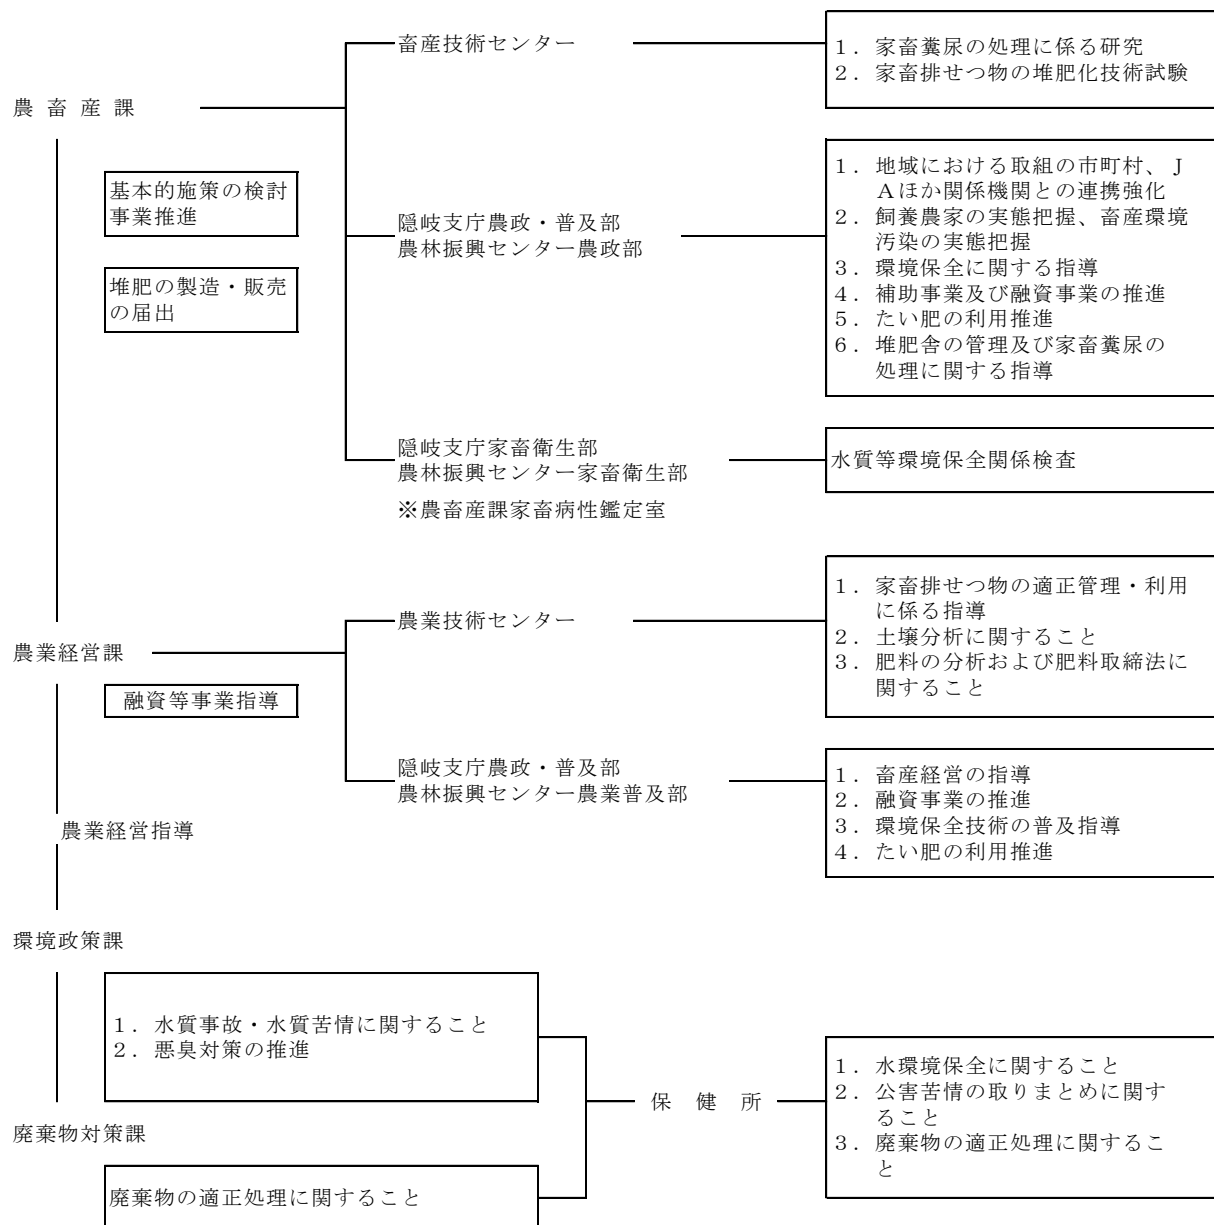 畜産技術センター
１．家畜糞尿の処理に係る研究
２．家畜排せつ物の堆肥化技術試験
農 畜 産 課
基本的施策の検討
事業推進
堆肥の製造・販売
の届出
隠岐支庁農政・普及部
農林振興センター農政部
１．地域における取組の市町村、Ｊ
Ａほか関係機関との連携強化
２．飼養農家の実態把握、畜産環境
汚染の実態把握
３．環境保全に関する指導
４．補助事業及び融資事業の推進
５．たい肥の利用推進
６．堆肥舎の管理及び家畜糞尿の
処理に関する指導
隠岐支庁家畜衛生部
農林振興センター家畜衛生部
※農畜産課家畜病性鑑定室
水質等環境保全関係検査
農業経営課
融資等事業指導
農業技術センター
１．家畜排せつ物の適正管理・利用
に係る指導
２．土壌分析に関すること
３．肥料の分析および肥料取締法に
関すること
隠岐支庁農政・普及部
農林振興センター農業普及部
１．畜産経営の指導
２．融資事業の推進
３．環境保全技術の普及指導
４．たい肥の利用推進
農業経営指導
環境政策課
１．水質事故・水質苦情に関すること
２．悪臭対策の推進
保 健 所
１．水環境保全に関すること
２．公害苦情の取りまとめに関す
ること
３．廃棄物の適正処理に関するこ
と
廃棄物対策課
廃棄物の適正処理に関すること